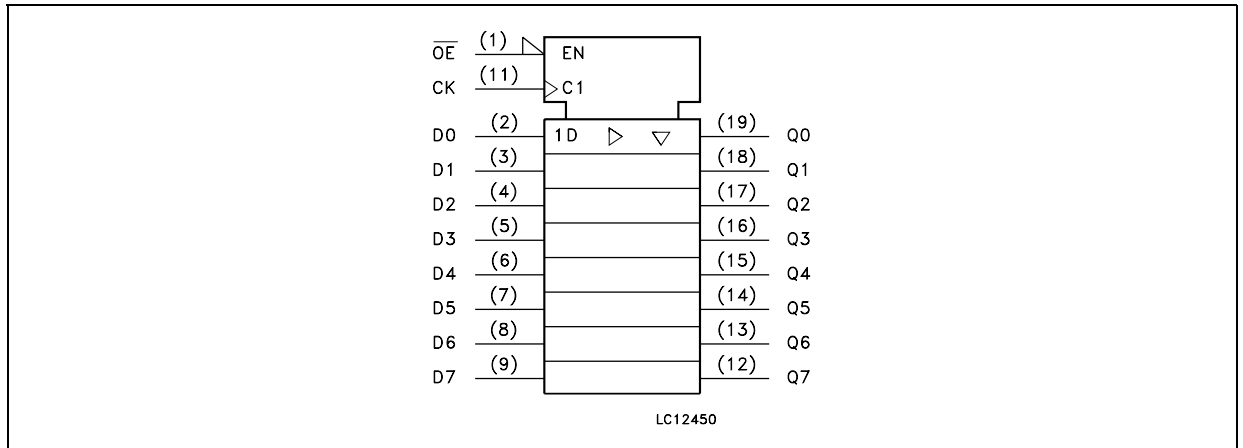 OE (1) EN
CK (11) C1
D0 (2) 1D (19) Q0
D1 (3) (18) Q1
D2 (4) (17) Q2
D3 (5) (16) Q3
D4 (6) (15) Q4
D5 (7) (14) Q5
D6 (8) (13) Q6
D7 (9) (12) Q7
LC12450